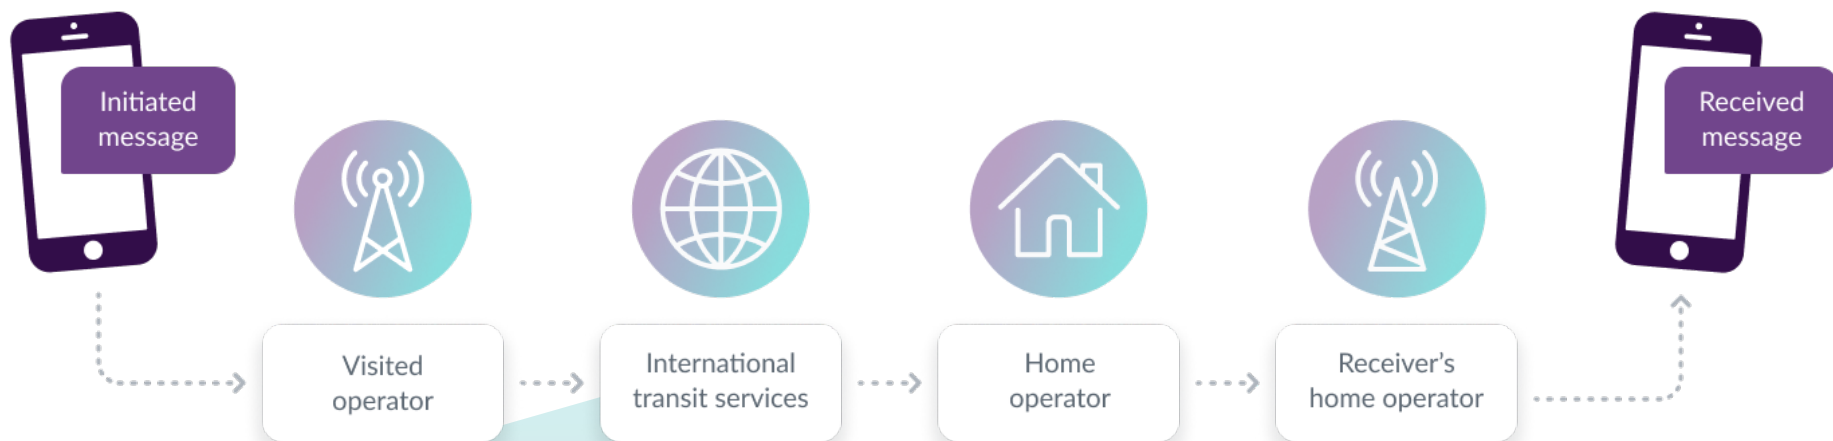 Initiated
message
Visited
operator
International
transit services
Home
operator
Receiver's
home operator
Received
message